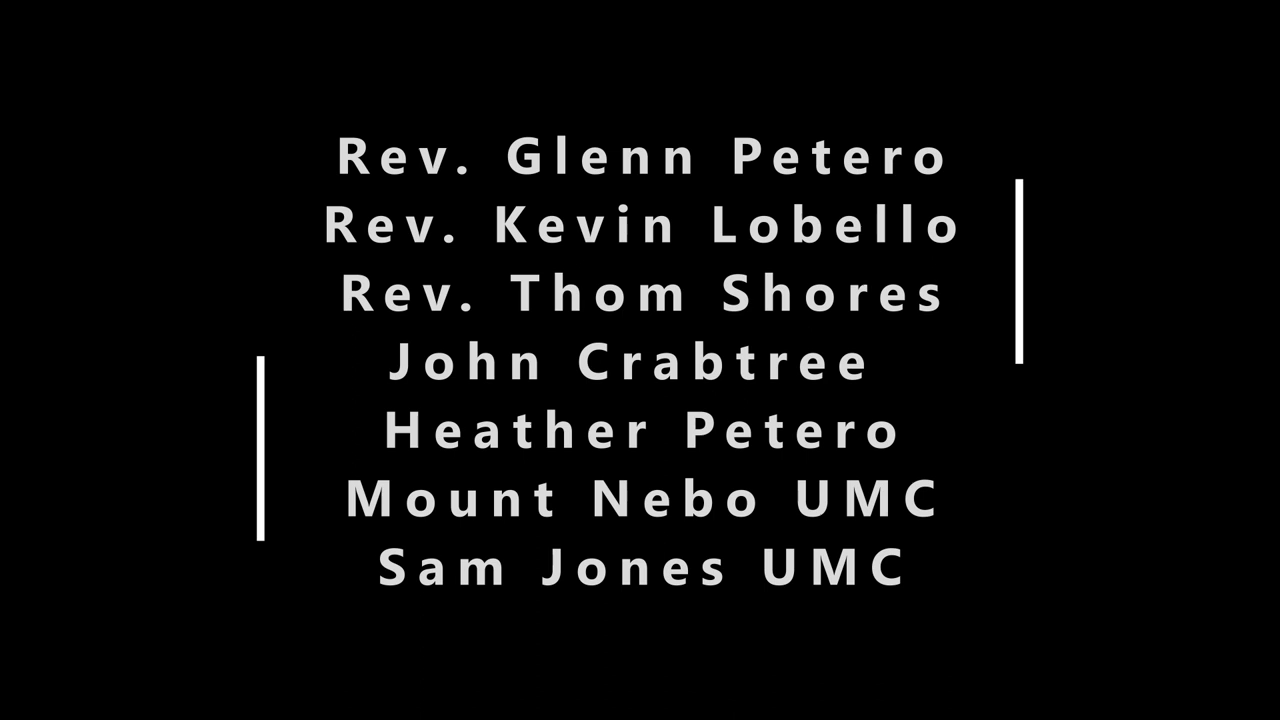 Rev. Glenn Petero
Rev. Kevin Lobello
Rev. Thom Shores
John Crabtree
Heather Petero
Mount Nebo UMC
Sam Jones UMC